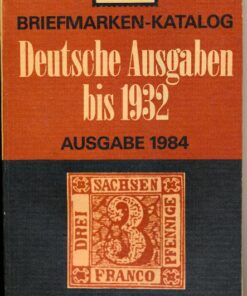 BRIEFMARKEN-KATALOG
Deutsche Ausgaben
bis 1932
AUSGABE 1984
SACHSEN
DREI
3
PFENNIGE
FRANCO